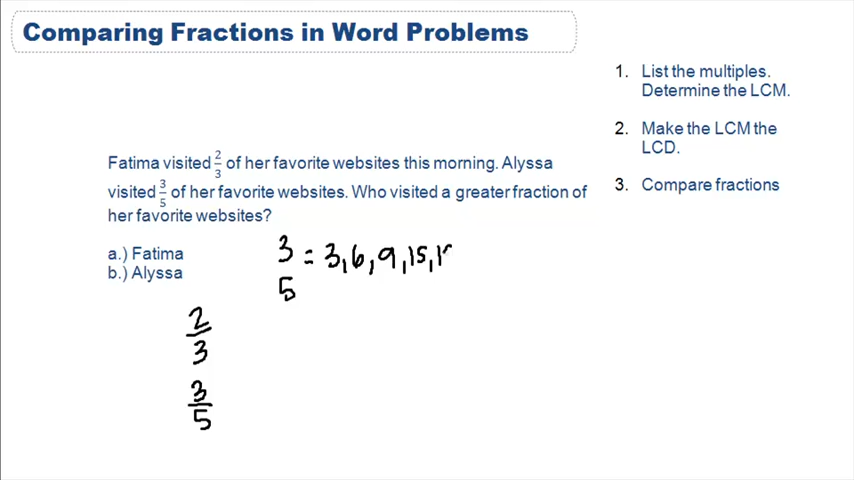 Comparing Fractions in Word Problems
1. List the multiples.
Determine the LCM.
2. Make the LCM the
LCD.
3. Compare fractions
Fatima visited 2/3 of her favorite websites this morning. Alyssa
visited 3/5 of her favorite websites. Who visited a greater fraction of
her favorite websites?
a.) Fatima
b.) Alyssa
3 = 3, 6, 9, 15, 1
5
2/3
3/5